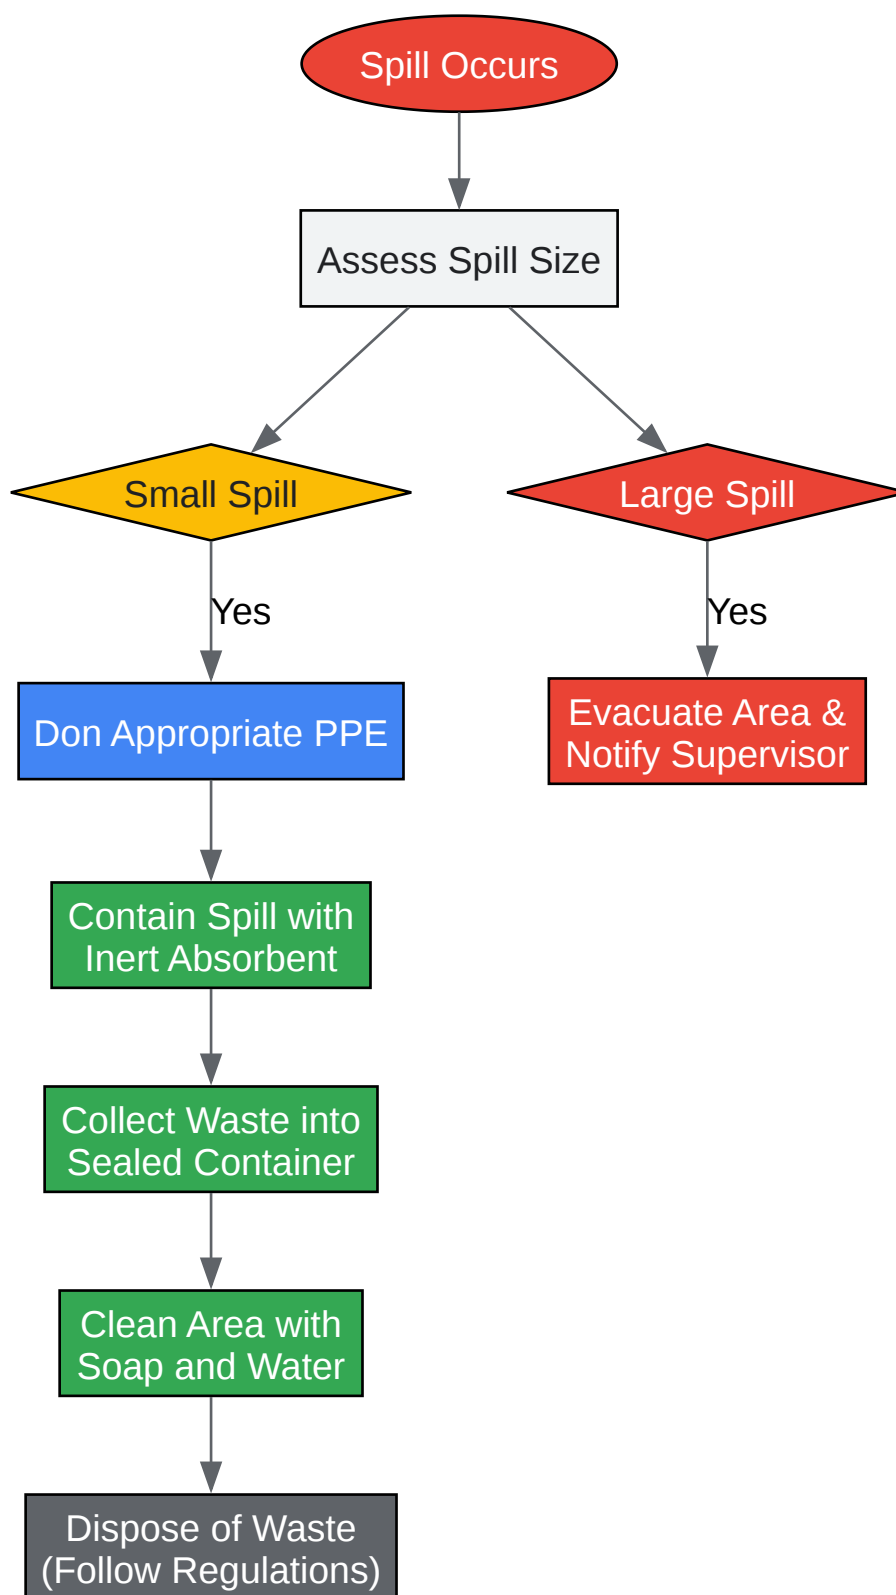 Spill Occurs
Assess Spill Size
Small Spill
Large Spill
Yes
Yes
Don Appropriate PPE
Evacuate Area &
Notify Supervisor
Contain Spill with
Inert Absorbent
Collect Waste into
Sealed Container
Clean Area with
Soap and Water
Dispose of Waste
(Follow Regulations)